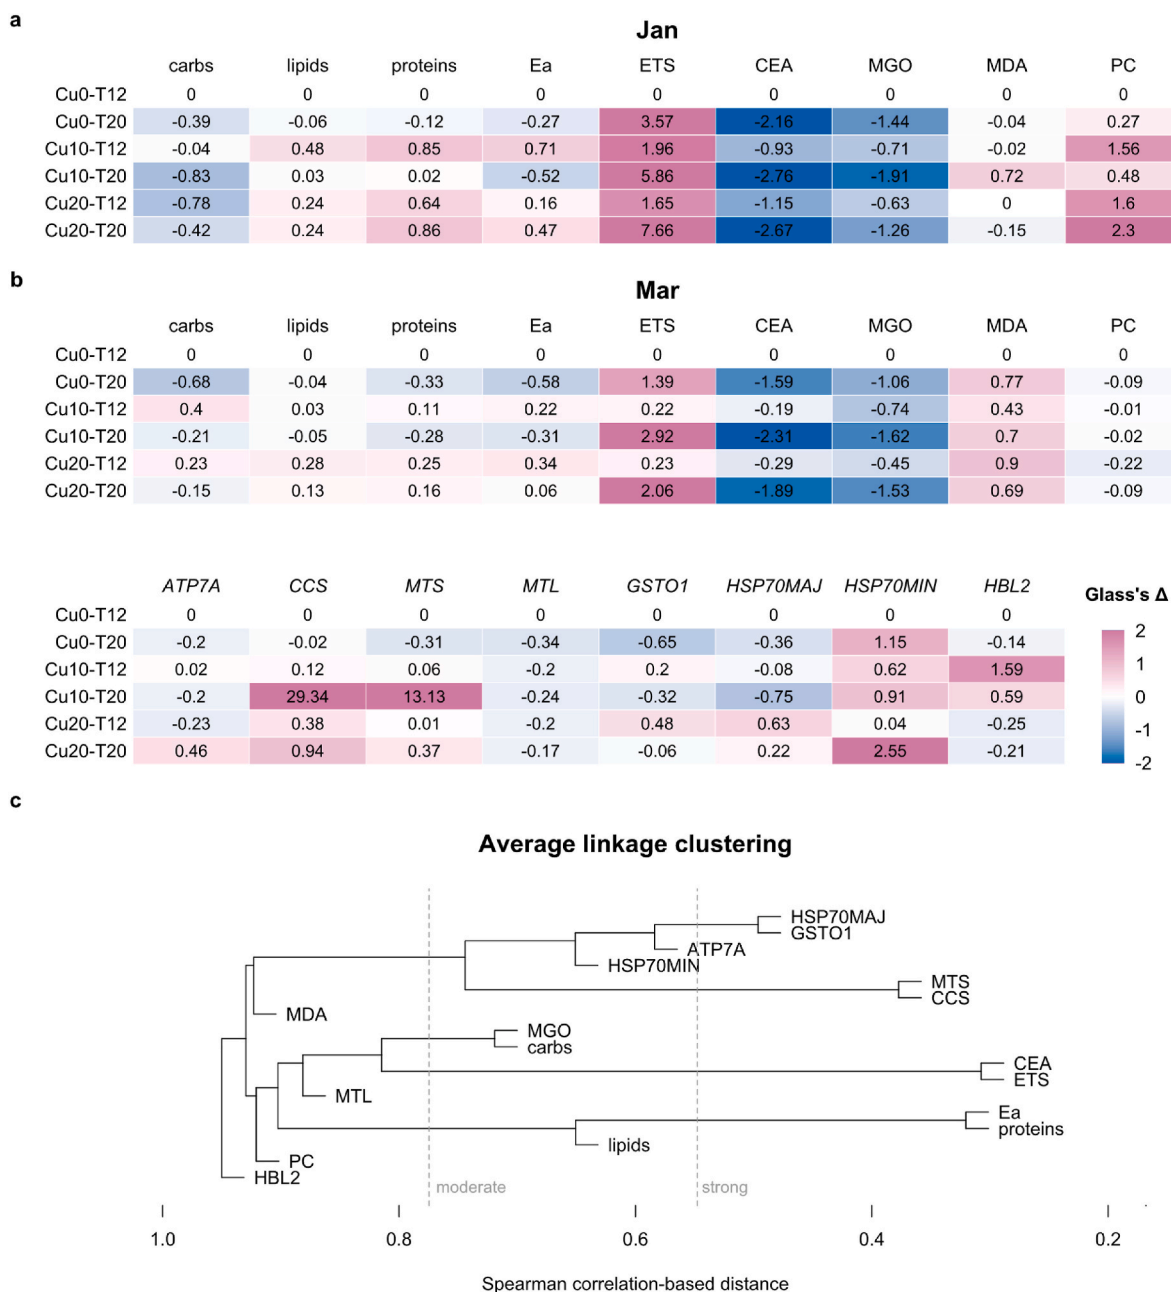 a
Jan
carbs lipids proteins Ea ETS CEA MGO MDA PC
Cu0-T12 0 0 0 0 0 0 0 0 0
Cu0-T20 -0.39 -0.06 -0.12 -0.27 3.57 -2.16 -1.44 -0.04 0.27
Cu10-T12 -0.04 0.48 0.85 0.71 1.96 -0.93 -0.71 -0.02 1.56
Cu10-T20 -0.83 0.03 0.02 -0.52 5.86 -2.76 -1.91 0.72 0.48
Cu20-T12 -0.78 0.24 0.64 0.16 1.65 -1.15 -0.63 0 1.6
Cu20-T20 -0.42 0.24 0.86 0.47 7.66 -2.67 -1.26 -0.15 2.3
b
Mar
carbs lipids proteins Ea ETS CEA MGO MDA PC
Cu0-T12 0 0 0 0 0 0 0 0 0
Cu0-T20 -0.68 -0.04 -0.33 -0.58 1.39 -1.59 -1.06 0.77 -0.09
Cu10-T12 0.4 0.03 0.11 0.22 0.22 -0.19 -0.74 0.43 -0.01
Cu10-T20 -0.21 -0.05 -0.28 -0.31 2.92 -2.31 -1.62 0.7 -0.02
Cu20-T12 0.23 0.28 0.25 0.34 0.23 -0.29 -0.45 0.9 -0.22
Cu20-T20 -0.15 0.13 0.16 0.06 2.06 -1.89 -1.53 0.69 -0.09
ATP7A CCS MTS MTL GSTO1 HSP70MAJ HSP70MIN HBL2
Cu0-T12 0 0 0 0 0 0 0 0
Cu0-T20 -0.2 -0.02 -0.31 -0.34 -0.65 -0.36 1.15 -0.14
Cu10-T12 0.02 0.12 0.06 -0.2 0.2 -0.08 0.62 1.59
Cu10-T20 -0.2 29.34 13.13 -0.24 -0.32 -0.75 0.91 0.59
Cu20-T12 -0.23 0.38 0.01 -0.2 0.48 0.63 0.04 -0.25
Cu20-T20 0.46 0.94 0.37 -0.17 -0.06 0.22 2.55 -0.21
Glass's Δ
2
1
0
-1
-2
c
Average linkage clustering
HSP70MAJ
GSTO1
ATP7A
HSP70MIN
MTS
CCS
MDA
MGO
carbs
CEA
ETS
MTL
Ea
proteins
lipids
PC
HBL2
moderate strong
1.0 0.8 0.6 0.4 0.2
Spearman correlation-based distance